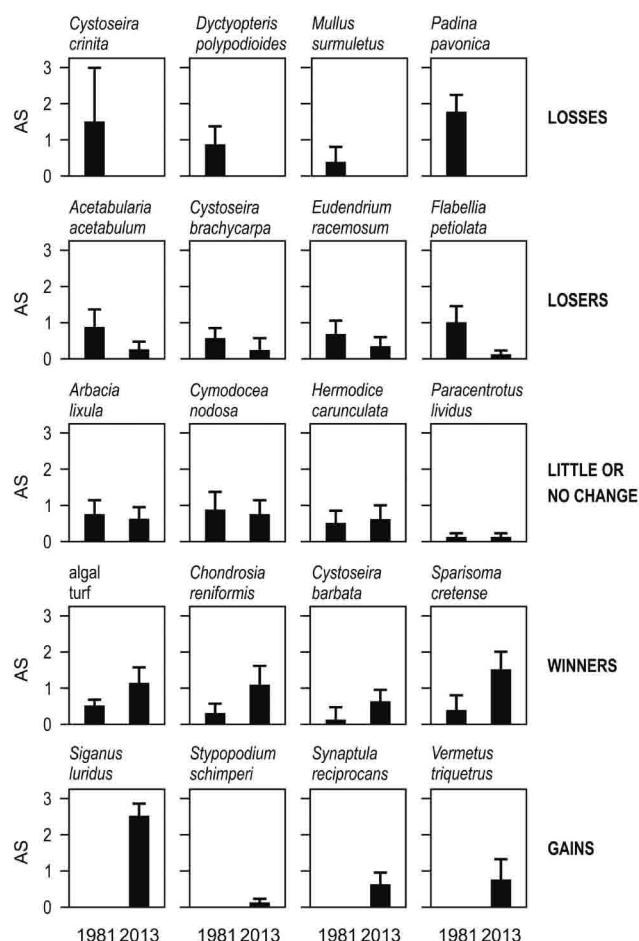 Cystoseira
crinita
Dyctyopteris
polypodioides
Mullus
surmuletus
Padina
pavonica
AS
3
2
1
0
LOSSES
Acetabularia
acetabulum
Cystoseira
brachycarpa
Eudendrium
racemosum
Flabellia
petiolata
AS
3
2
1
0
LOSERS
Arbacia
lixula
Cymodocea
nodosa
Hermodice
carunculata
Paracentrotus
lividus
AS
3
2
1
0
LITTLE OR
NO CHANGE
algal
turf
Chondrosia
reniformis
Cystoseira
barbata
Sparisoma
cretense
AS
3
2
1
0
WINNERS
Siganus
luridus
Stypopodium
schimperi
Synaptula
reciprocans
Vermetus
triquetrus
AS
3
2
1
0
GAINS
1981 2013
1981 2013
1981 2013
1981 2013